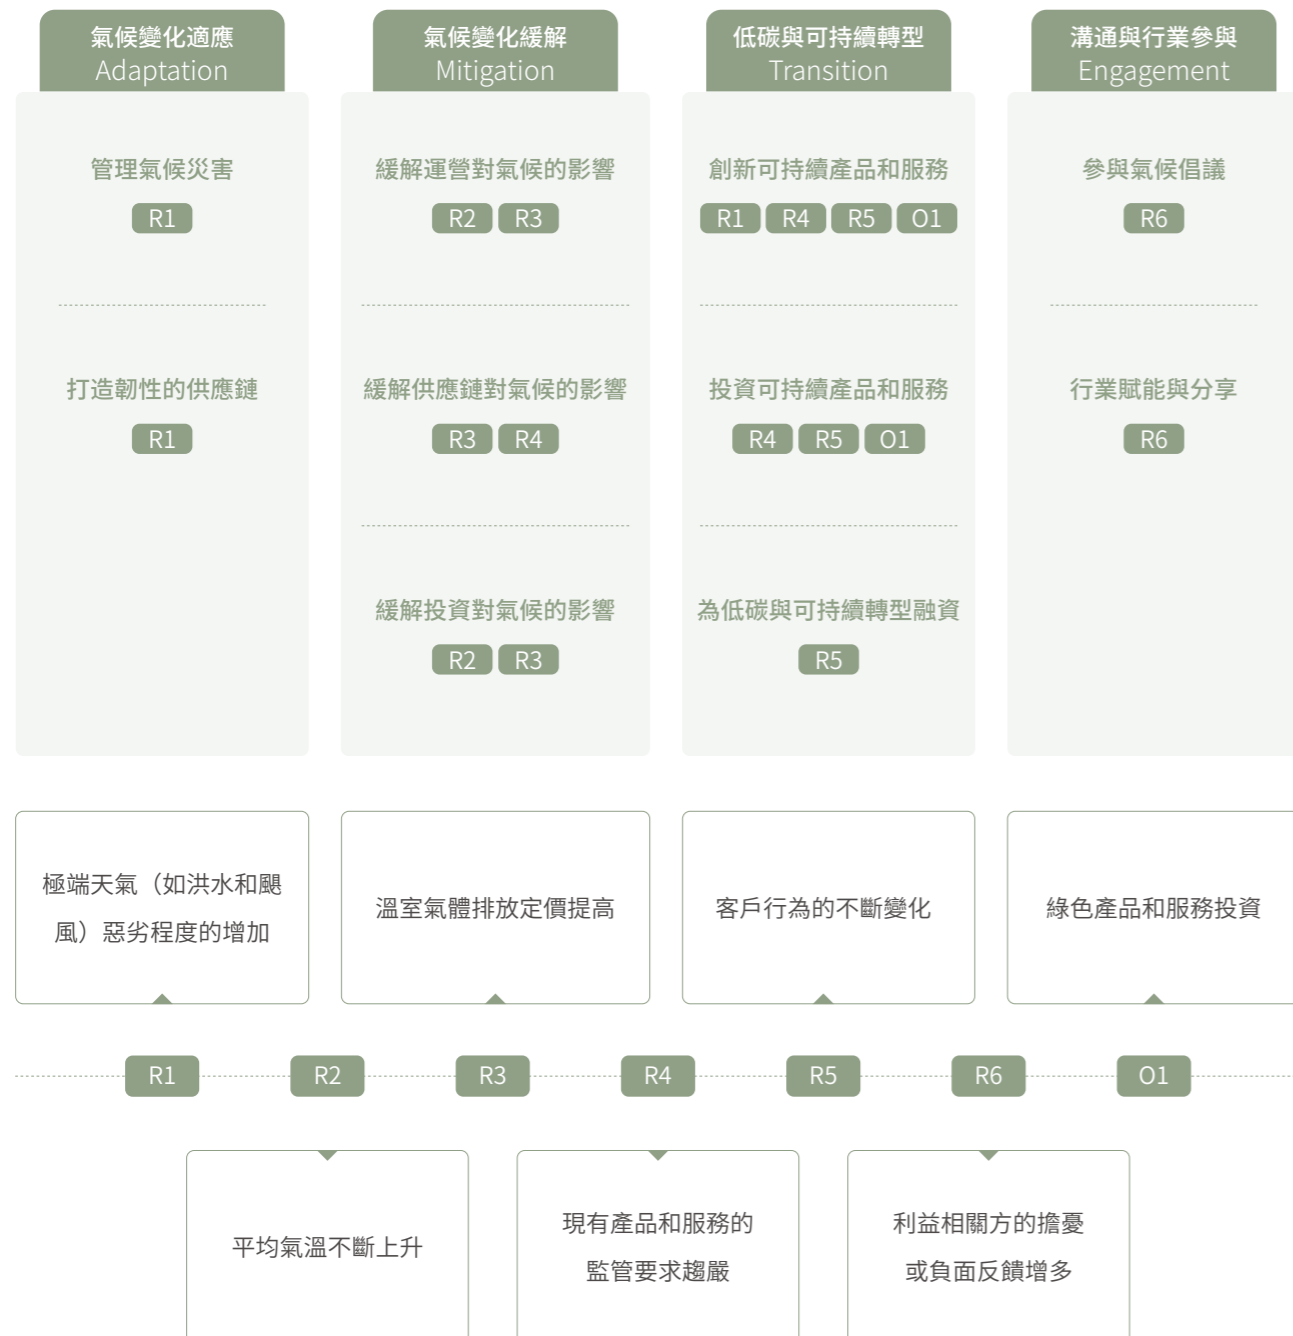 氣候變化適應
Adaptation
管理氣候災害
R1
打造韌性的供應鏈
R1
氣候變化緩解
Mitigation
緩解運營對氣候的影響
R2 R3
緩解供應鏈對氣候的影響
R3 R4
緩解投資對氣候的影響
R2 R3
低碳與可持續轉型
Transition
創新可持續產品和服務
R1 R4 R5 O1
投資可持續產品和服務
R4 R5 O1
為低碳與可持續轉型融資
R5
溝通與行業參與
Engagement
參與氣候倡議
R6
行業賦能與分享
R6
極端天氣（如洪水和颶
風）惡劣程度的增加
溫室氣體排放定價提高
客戶行為的不斷變化
綠色產品和服務投資
R1 R2 R3 R4 R5 R6 O1
平均氣溫不斷上升
現有產品和服務的
監管要求趨嚴
利益相關方的擔憂
或負面反饋增多